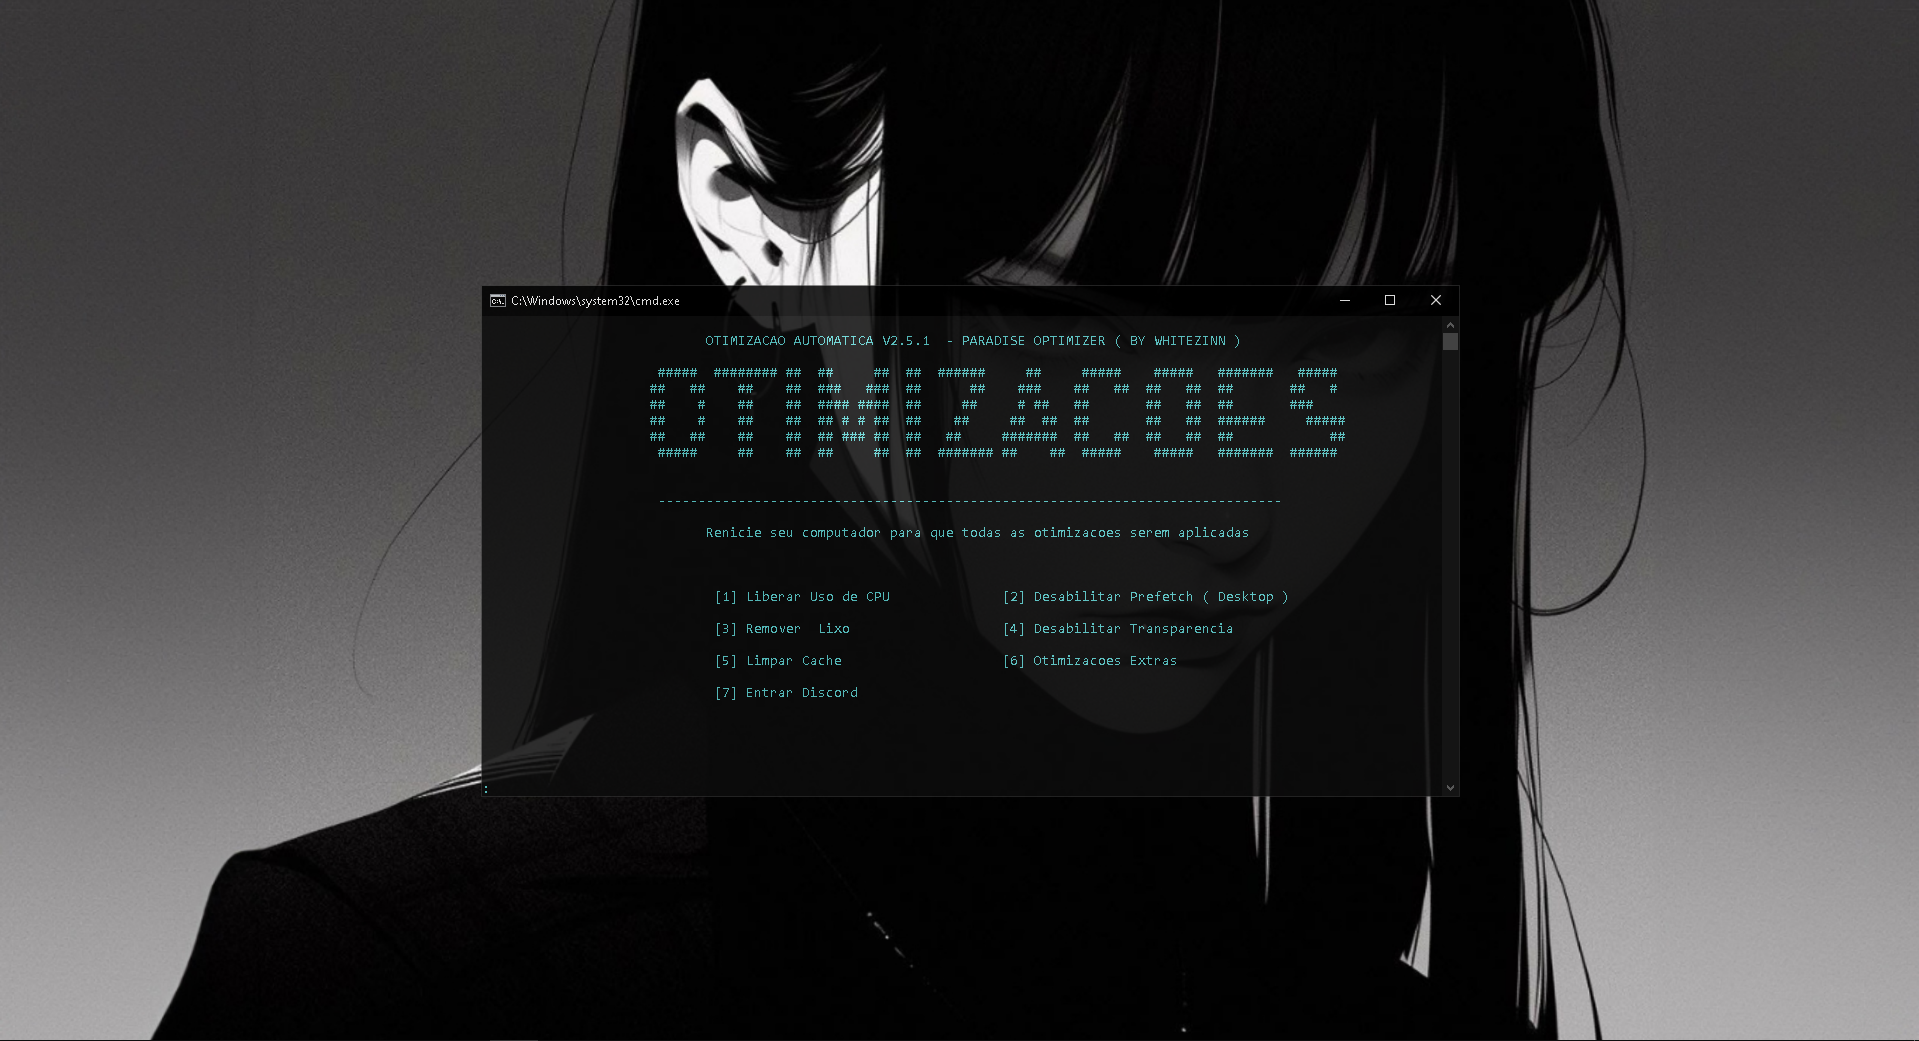 C:\Windows\system32\cmd.exe
OTIMIZACAO AUTOMATICA V2.5.1 - PARADISE OPTIMIZER ( BY WHITEZINN )
OTIMIZACOES
Renicie seu computador para que todas as otimizacoes serem aplicadas
[1] Liberar Uso de CPU [2] Desabilitar Prefetch ( Desktop )
[3] Remover Lixo [4] Desabilitar Transparencia
[5] Limpar Cache [6] Otimizacoes Extras
[7] Entrar Discord
: